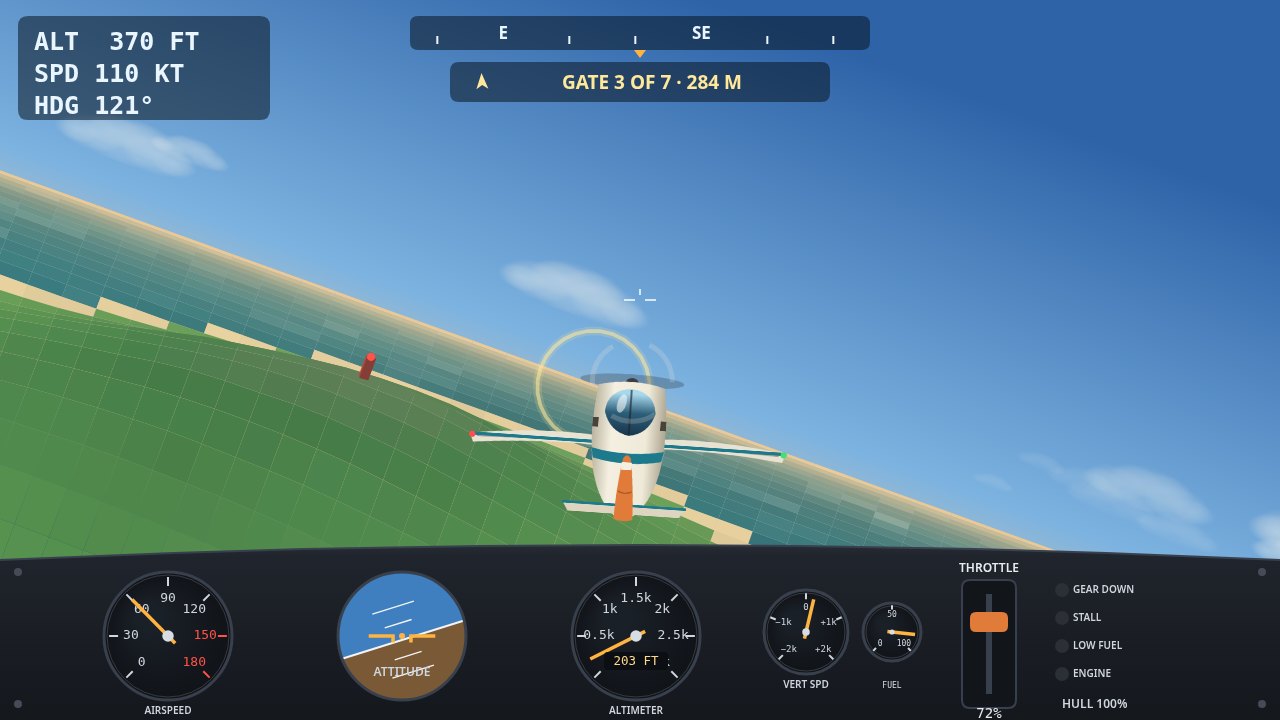 ALT 370 FT
SPD 110 KT
HDG 121°
E SE
GATE 3 OF 7 · 284 M
0 30 60 90 120 150 180
AIRSPEED
ATTITUDE
0.5k 1k 1.5k 2k 2.5k
203 FT
ALTIMETER
−2k −1k 0 +1k +2k
VERT SPD
0 50 100
FUEL
THROTTLE
72%
GEAR DOWN
STALL
LOW FUEL
ENGINE
HULL 100%